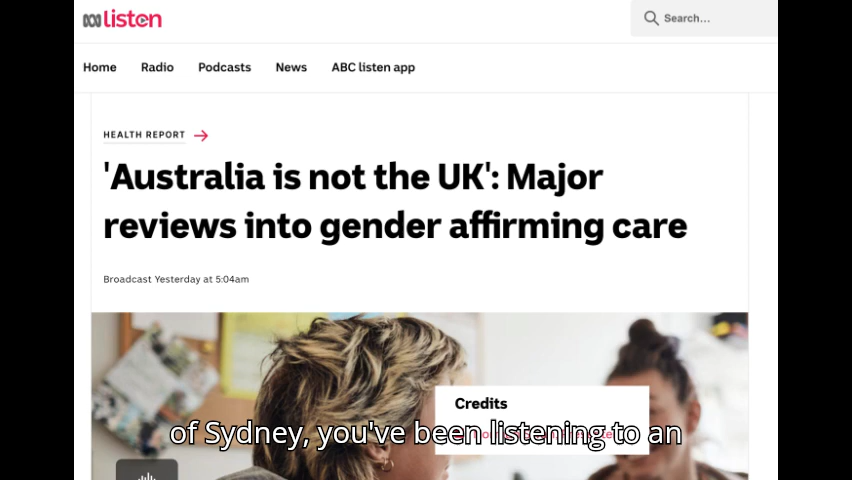 listen
Search...
Home Radio Podcasts News ABC listen app
HEALTH REPORT
'Australia is not the UK': Major
reviews into gender affirming care
Broadcast Yesterday at 5:04am
Credits
of Sydney, you've been listening to an